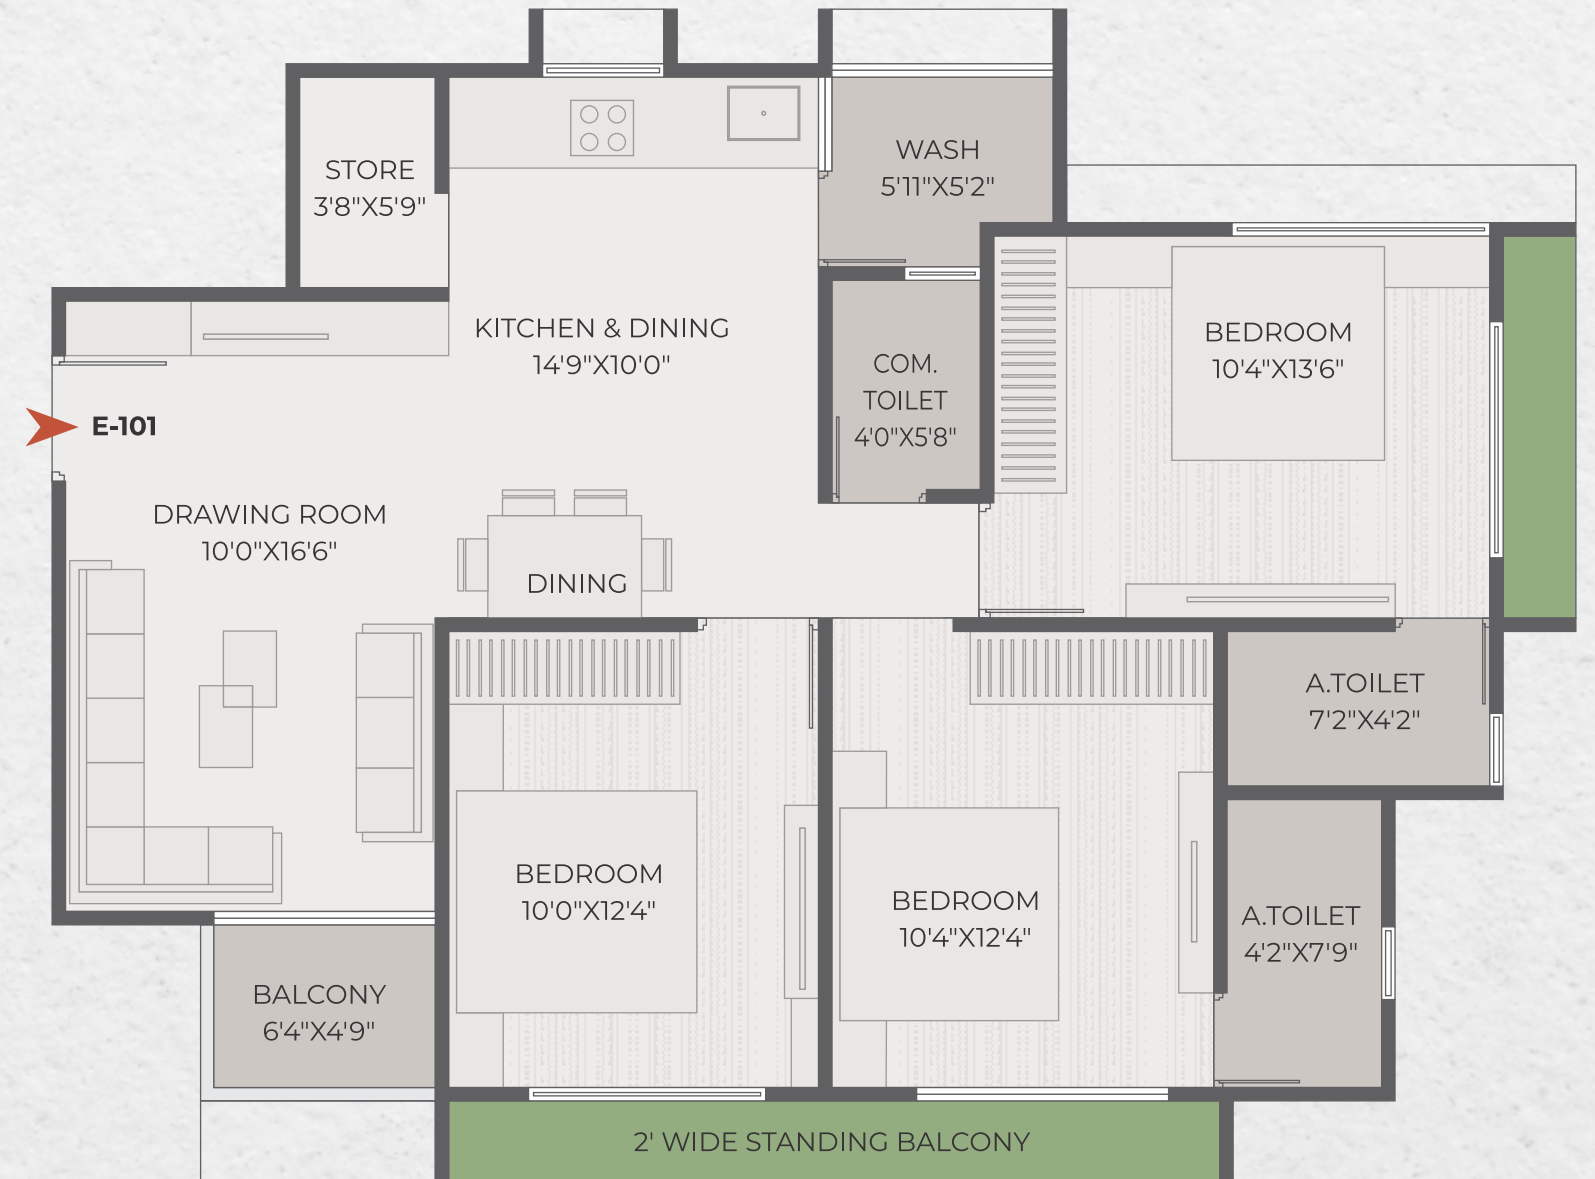 STORE
3'8"X5'9"
WASH
5'11"X5'2"
KITCHEN & DINING
14'9"X10'0"
COM.
TOILET
4'0"X5'8"
BEDROOM
10'4"X13'6"
E-101
DRAWING ROOM
10'0"X16'6"
DINING
A.TOILET
7'2"X4'2"
BEDROOM
10'0"X12'4"
BEDROOM
10'4"X12'4"
A.TOILET
4'2"X7'9"
BALCONY
6'4"X4'9"
2' WIDE STANDING BALCONY